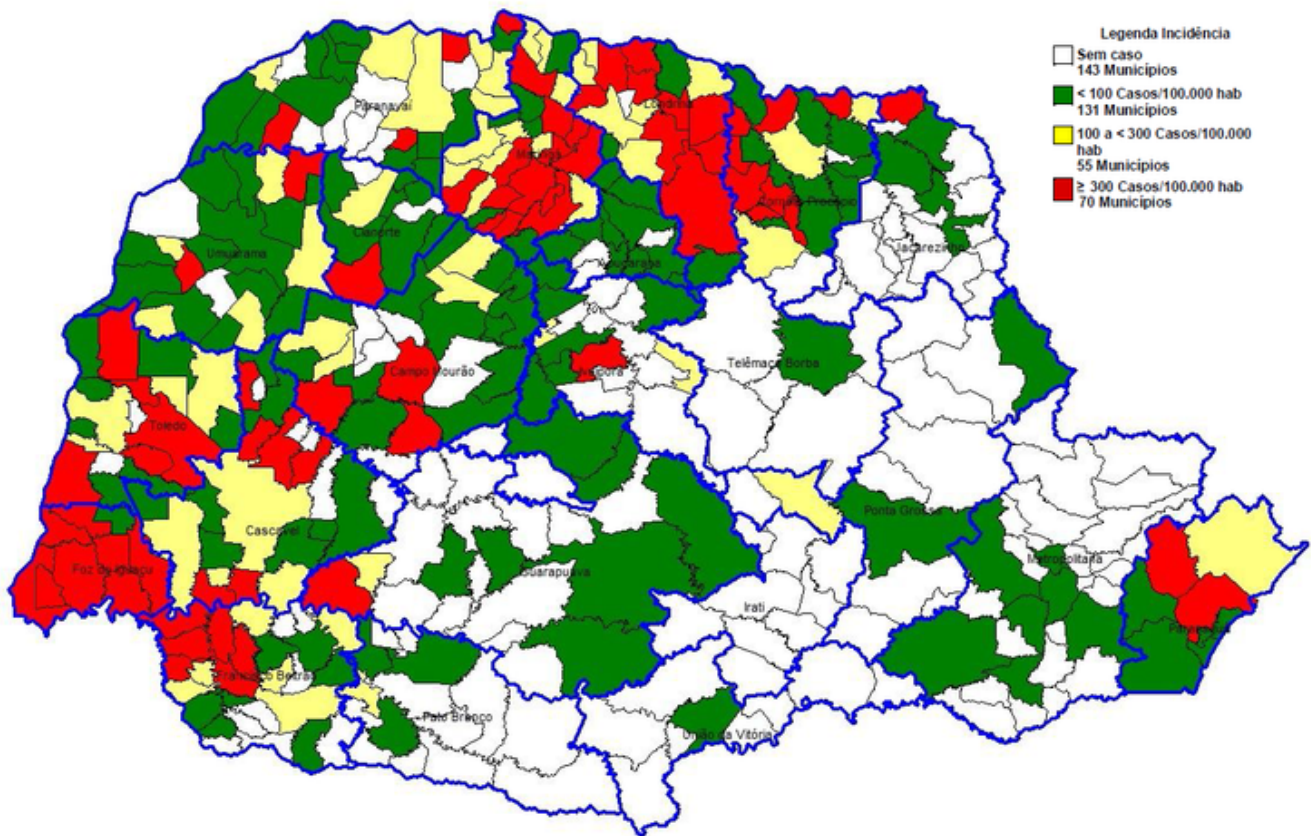 Legenda Incidência
Sem caso
143 Municípios
< 100 Casos/100.000 hab
131 Municípios
100 a < 300 Casos/100.000
hab
55 Municípios
≥ 300 Casos/100.000 hab
70 Municípios
Paranavaí
Londrina
Maringá
Cornélio Procópio
Cianorte
Umuarama
Jacarezinho
Apucarana
Telêmaco Borba
Campo Mourão
Ivaiporã
Toledo
Ponta Grossa
Cascavel
Metropolitana
Foz do Iguaçu
Guarapuava
Irati
Paranaguá
Francisco Beltrão
Pato Branco
União da Vitória